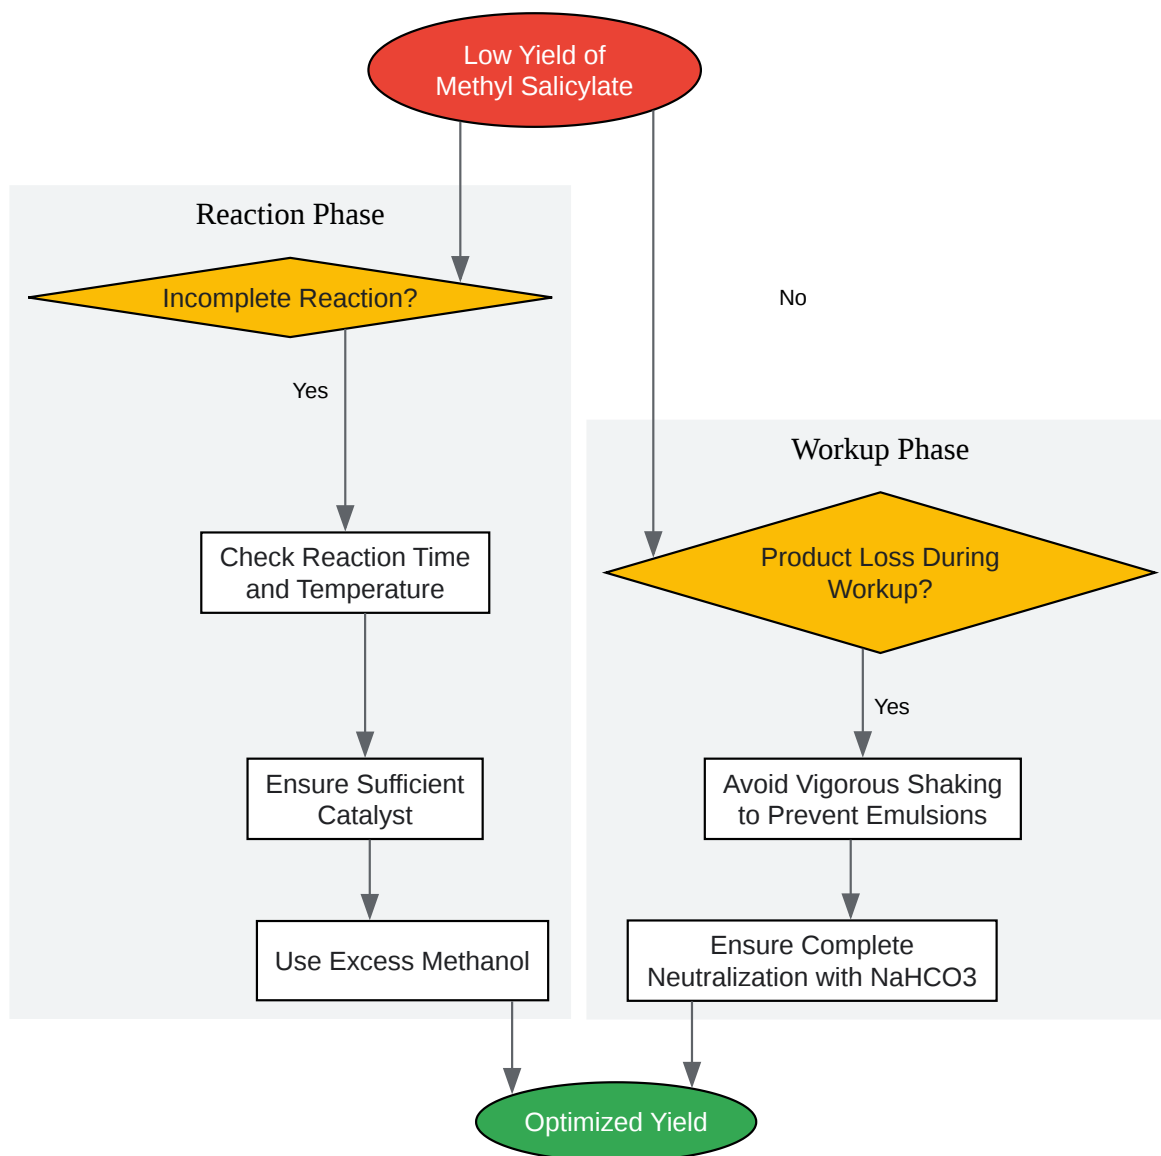 Low Yield of
Methyl Salicylate
Reaction Phase
Incomplete Reaction?
No
Yes
Workup Phase
Check Reaction Time
and Temperature
Product Loss During
Workup?
Yes
Ensure Sufficient
Catalyst
Avoid Vigorous Shaking
to Prevent Emulsions
Use Excess Methanol
Ensure Complete
Neutralization with NaHCO3
Optimized Yield